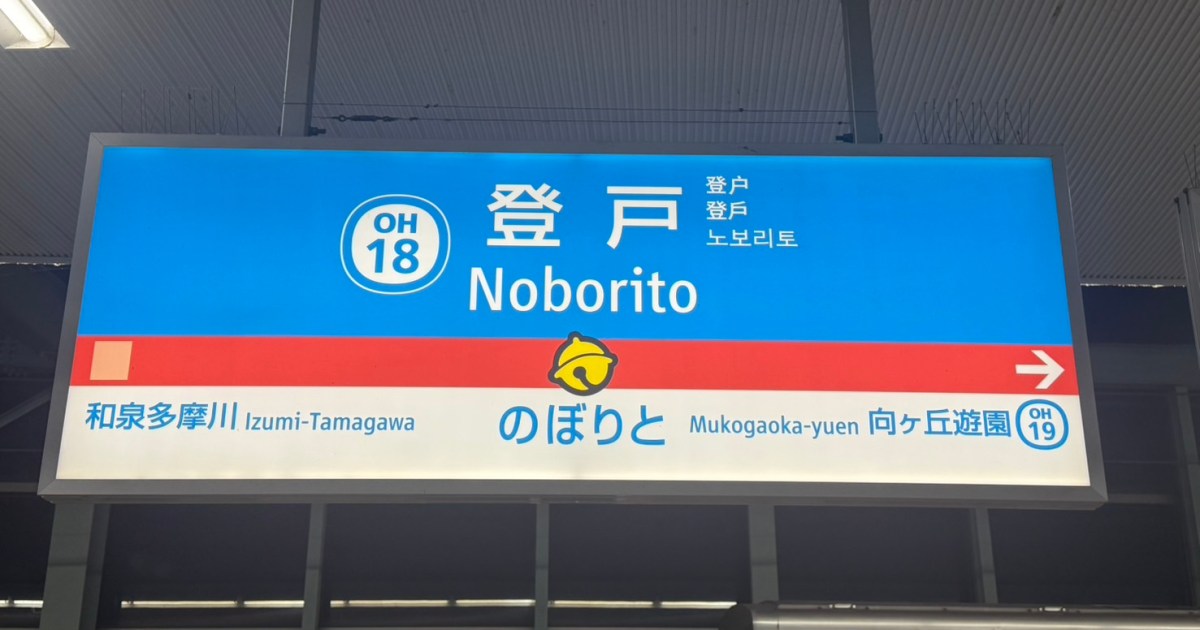 OH
18
登戸
登户
登戶
노보리토
Noborito
→
和泉多摩川 Izumi-Tamagawa
のぼりと
Mukogaoka-yuen 向ヶ丘遊園
OH
19